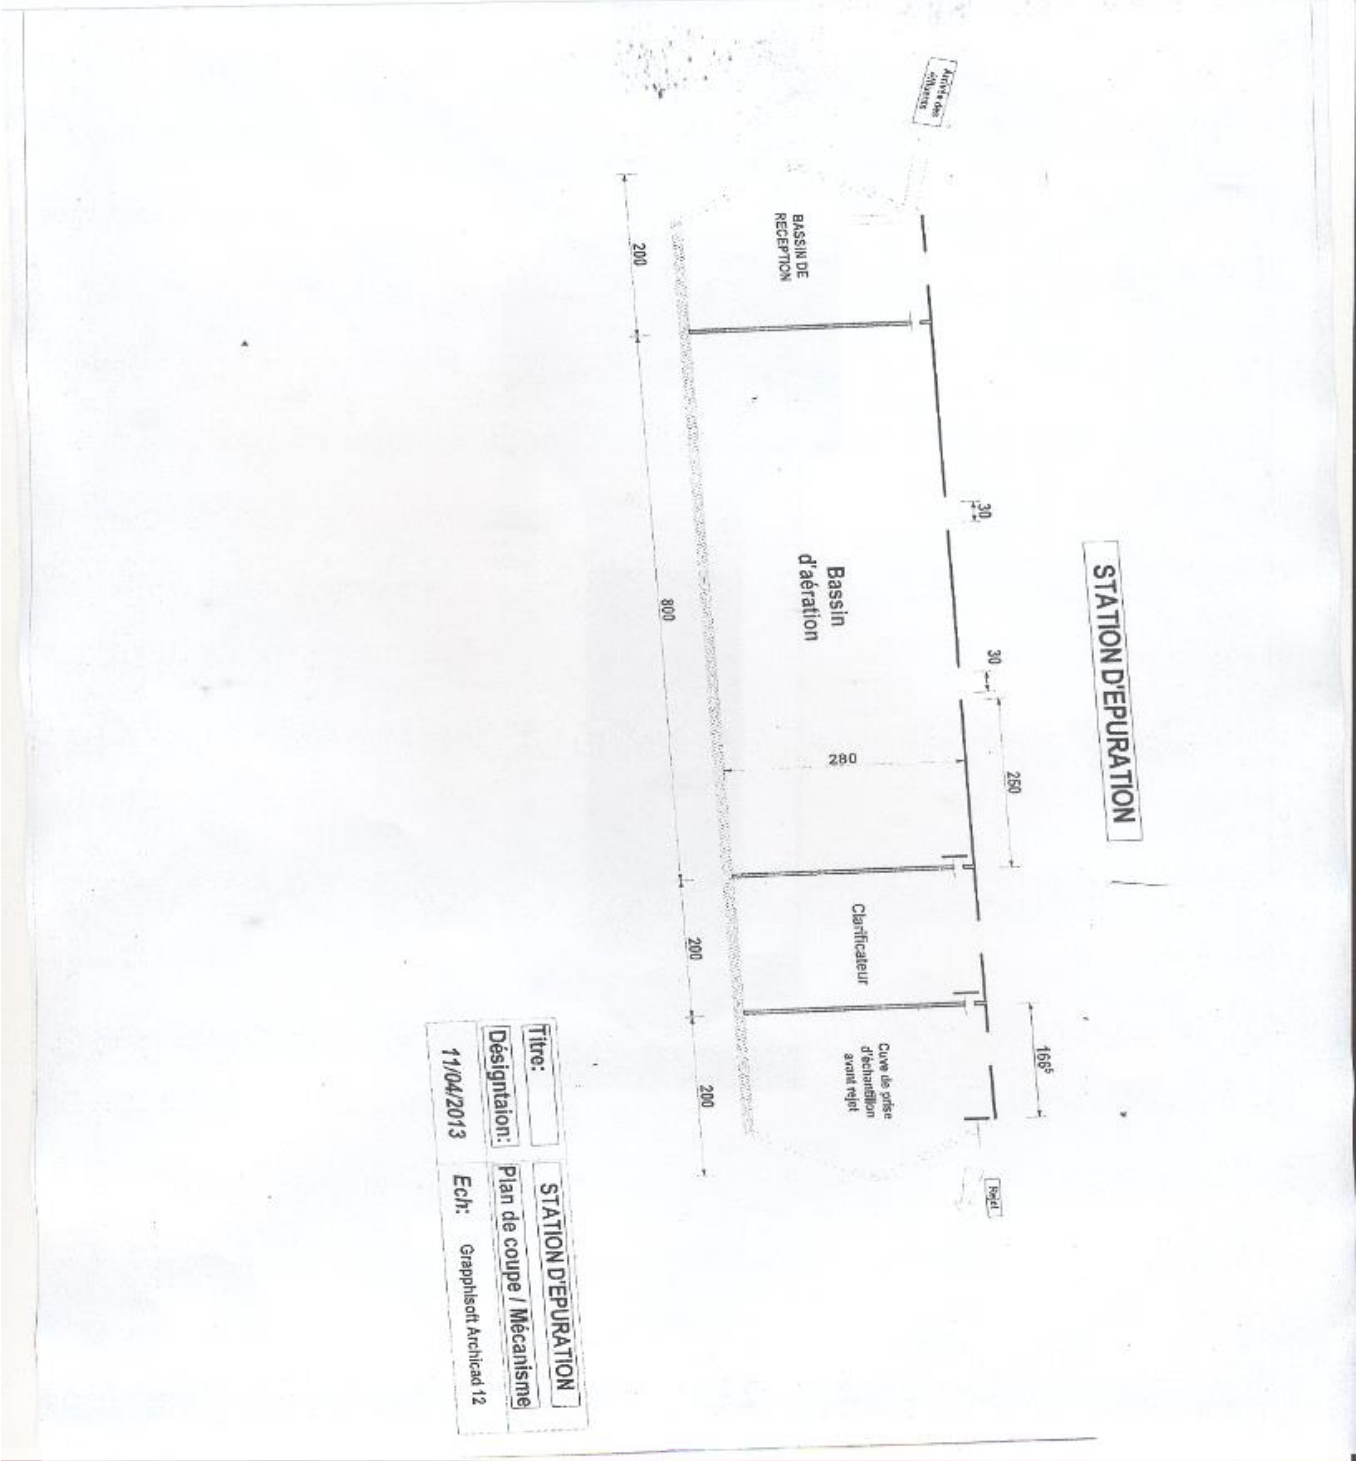 STATION D'EPURATION
Arrivée des
effluents
BASSIN DE
RECEPTION
Bassin
d'aération
Clarificateur
Cuve de prise
d'échantillon
avant rejet
Rejet
30
30
250
166⁵
280
200
800
200
200
Titre:
STATION D'EPURATION
Désigntaion:
Plan de coupe / Mécanisme
11/04/2013
Ech:
Grapphisoft Archicad 12